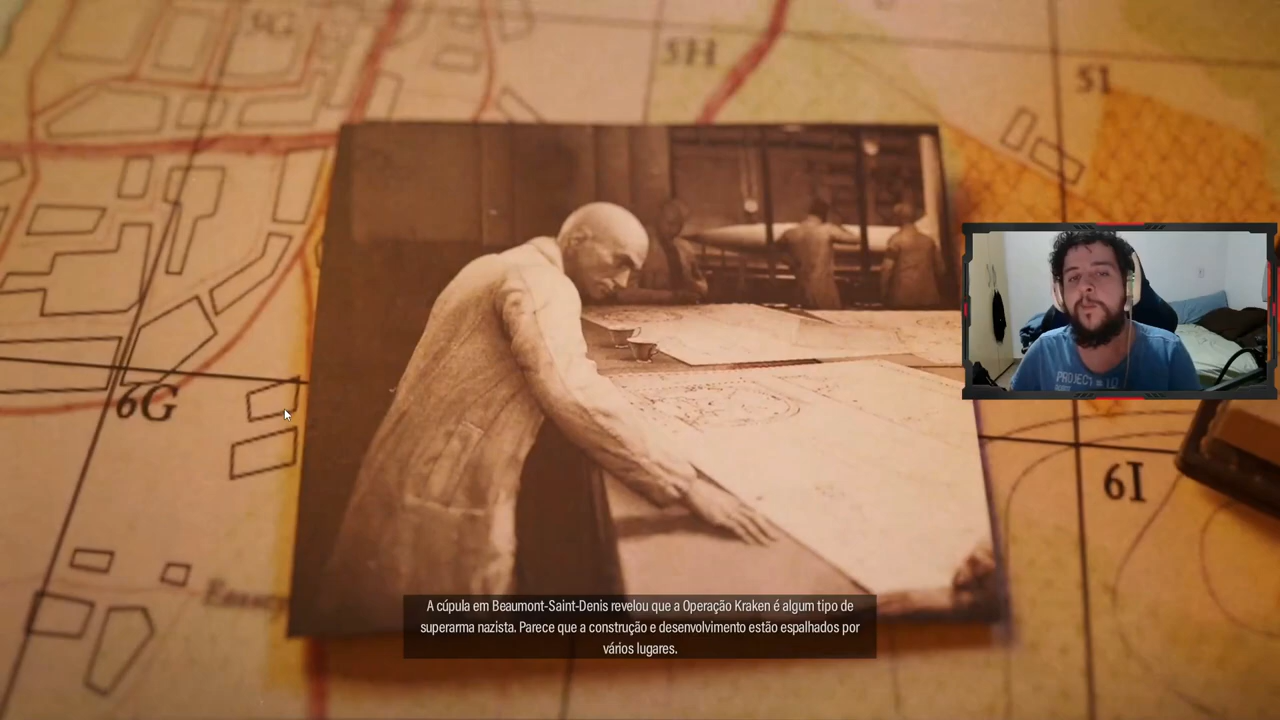 5G
5H
5I
6G
6I
PROJECT
A cúpula em Beaumont-Saint-Denis revelou que a Operação Kraken é algum tipo de
superarma nazista. Parece que a construção e desenvolvimento estão espalhados por
vários lugares.